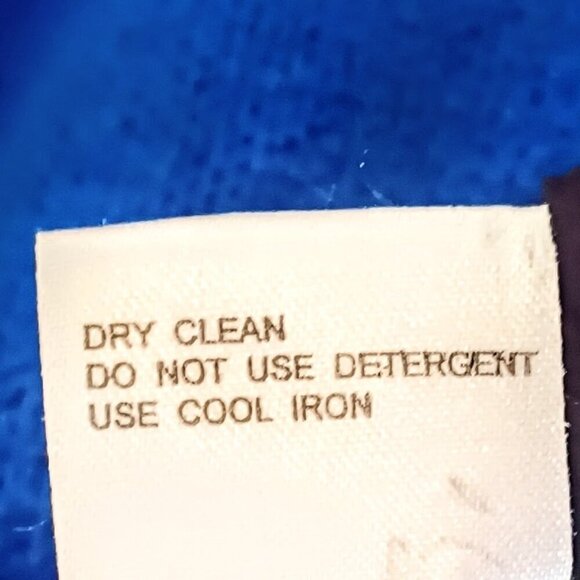 DRY CLEAN
DO NOT USE DETERGENT
USE COOL IRON